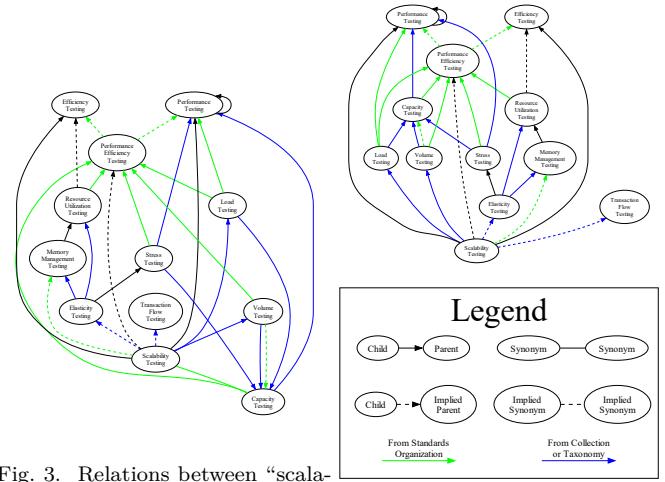 Efficiency
Testing
Performance
Testing
Performance
Efficiency
Testing
Resource
Utilization
Testing
Load
Testing
Memory
Management
Testing
Stress
Testing
Elasticity
Testing
Transaction
Flow
Testing
Volume
Testing
Scalability
Testing
Capacity
Testing
Fig. 3. Relations between “scala-
Performance
Testing
Efficiency
Testing
Performance
Efficiency
Testing
Capacity
Testing
Resource
Utilization
Testing
Load
Testing
Volume
Testing
Stress
Testing
Memory
Management
Testing
Elasticity
Testing
Transaction
Flow
Testing
Scalability
Testing
Legend
Child
Parent
Synonym
Synonym
Child
Implied
Parent
Implied
Synonym
Implied
Synonym
From Standards
Organization
From Collection
or Taxonomy